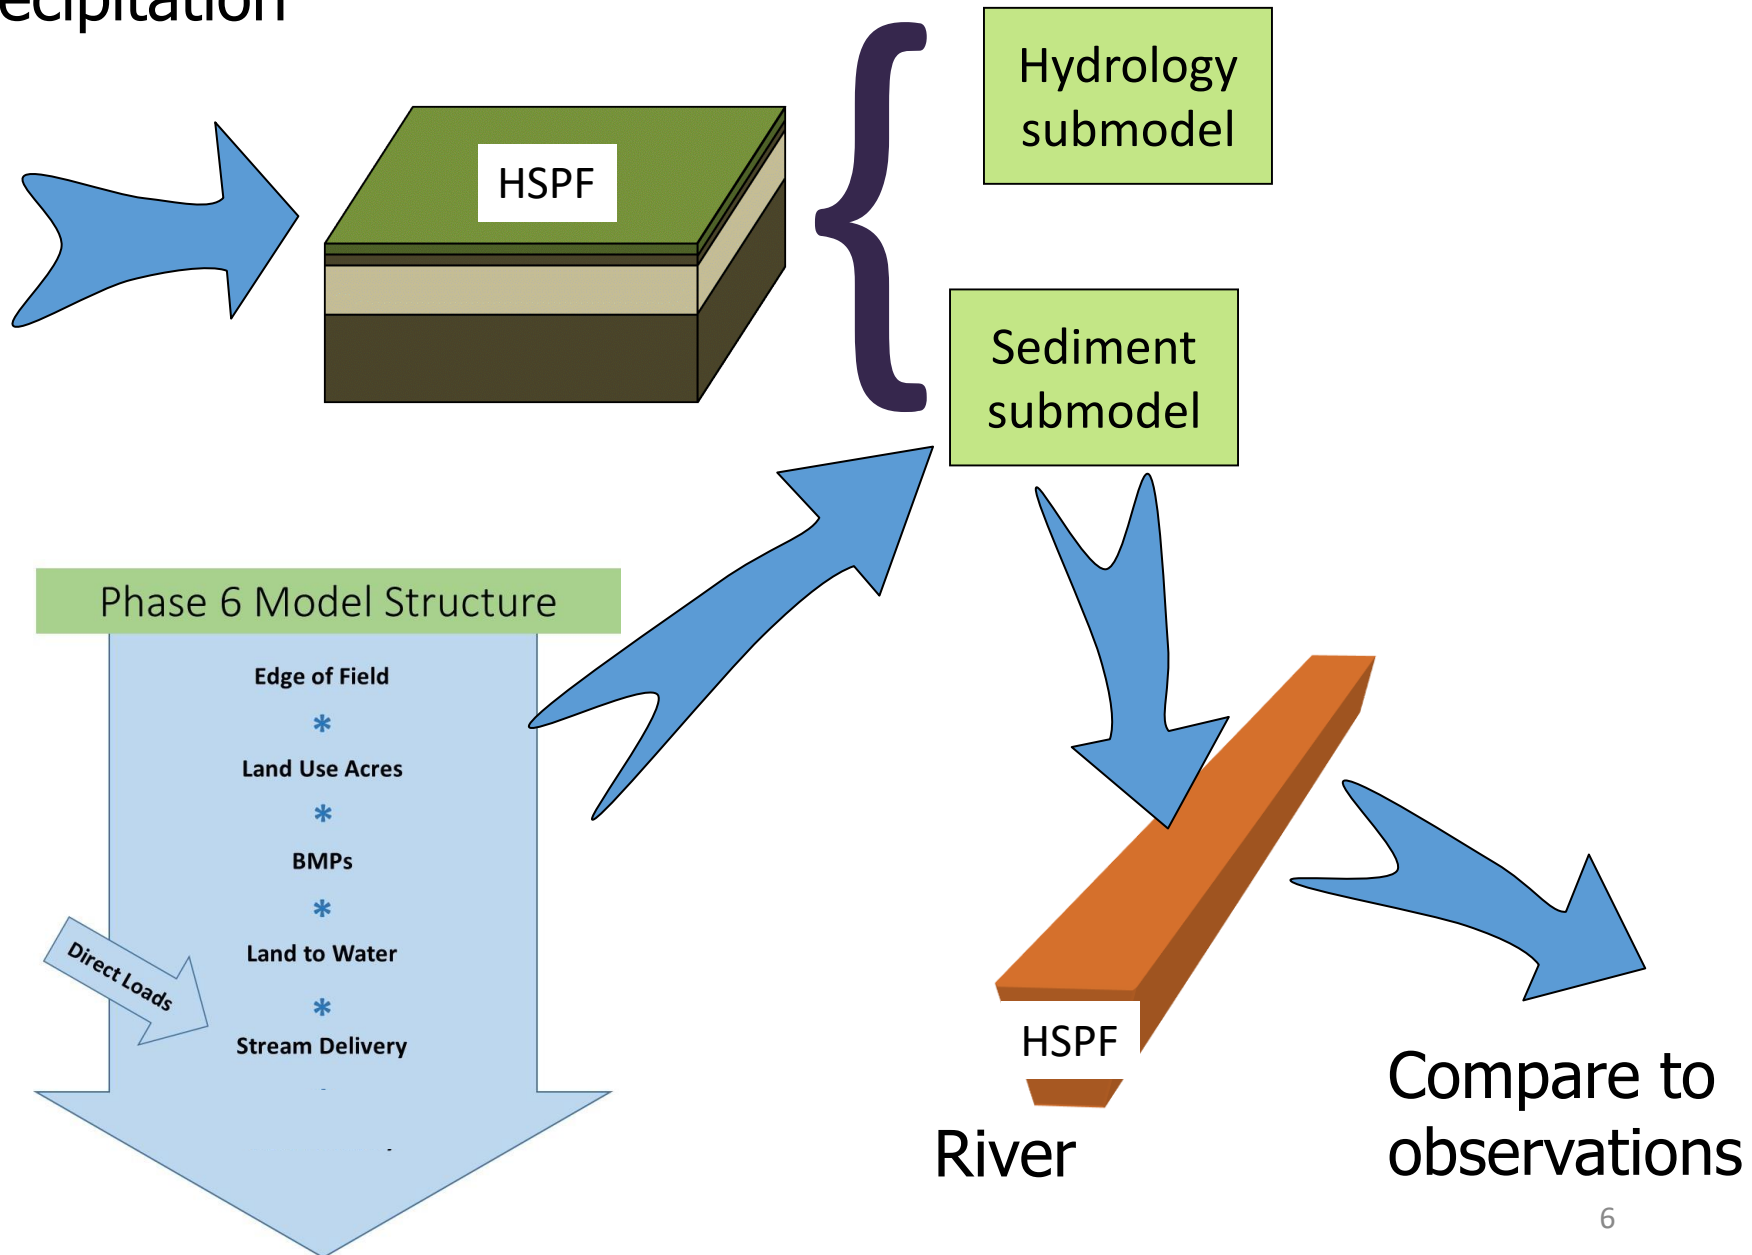 ecipitation
Hydrology
submodel
HSPF
Sediment
submodel
Phase 6 Model Structure
Edge of Field
*
Land Use Acres
*
BMPs
*
Land to Water
Direct Loads
*
Stream Delivery
HSPF
River
Compare to
observations
6